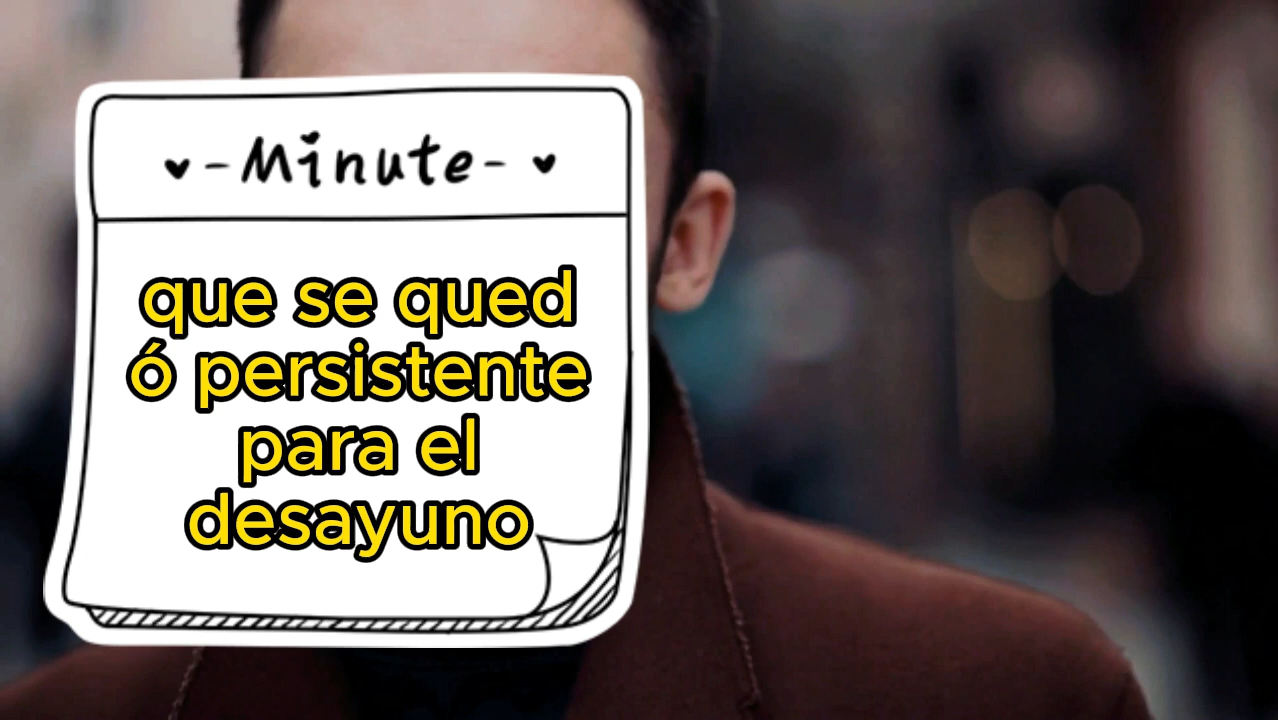 -Minute-
que se qued
ó persistente
para el
desayuno